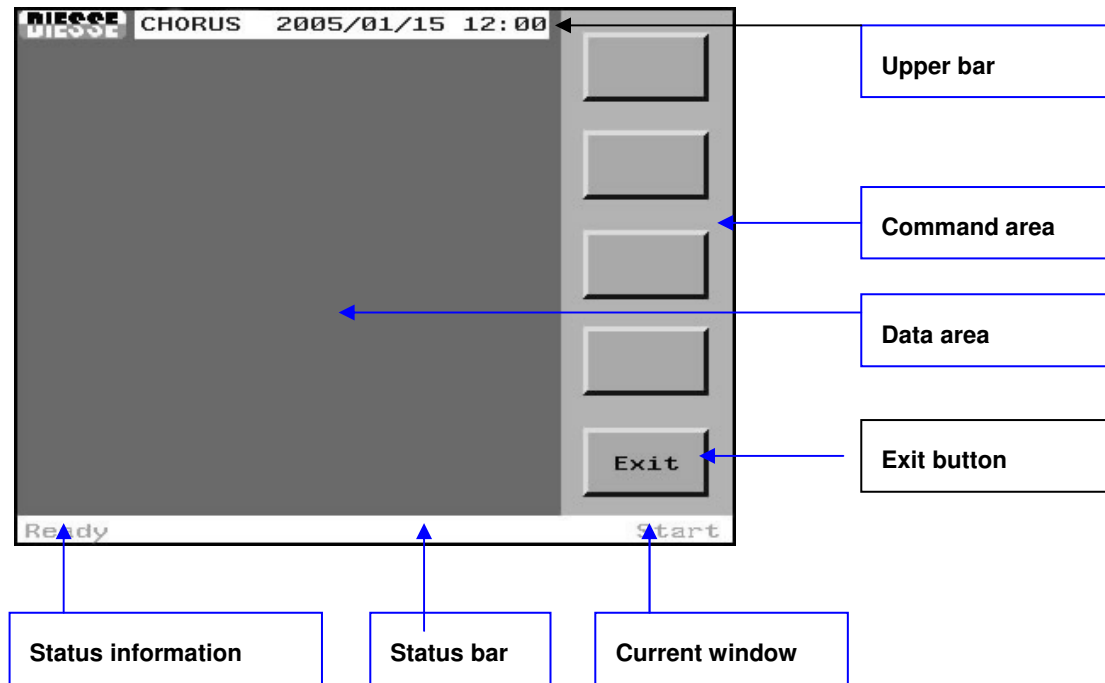 DIESSE CHORUS 2005/01/15 12:00
Upper bar
Command area
Data area
Exit
Exit button
Ready
Start
Status information
Status bar
Current window